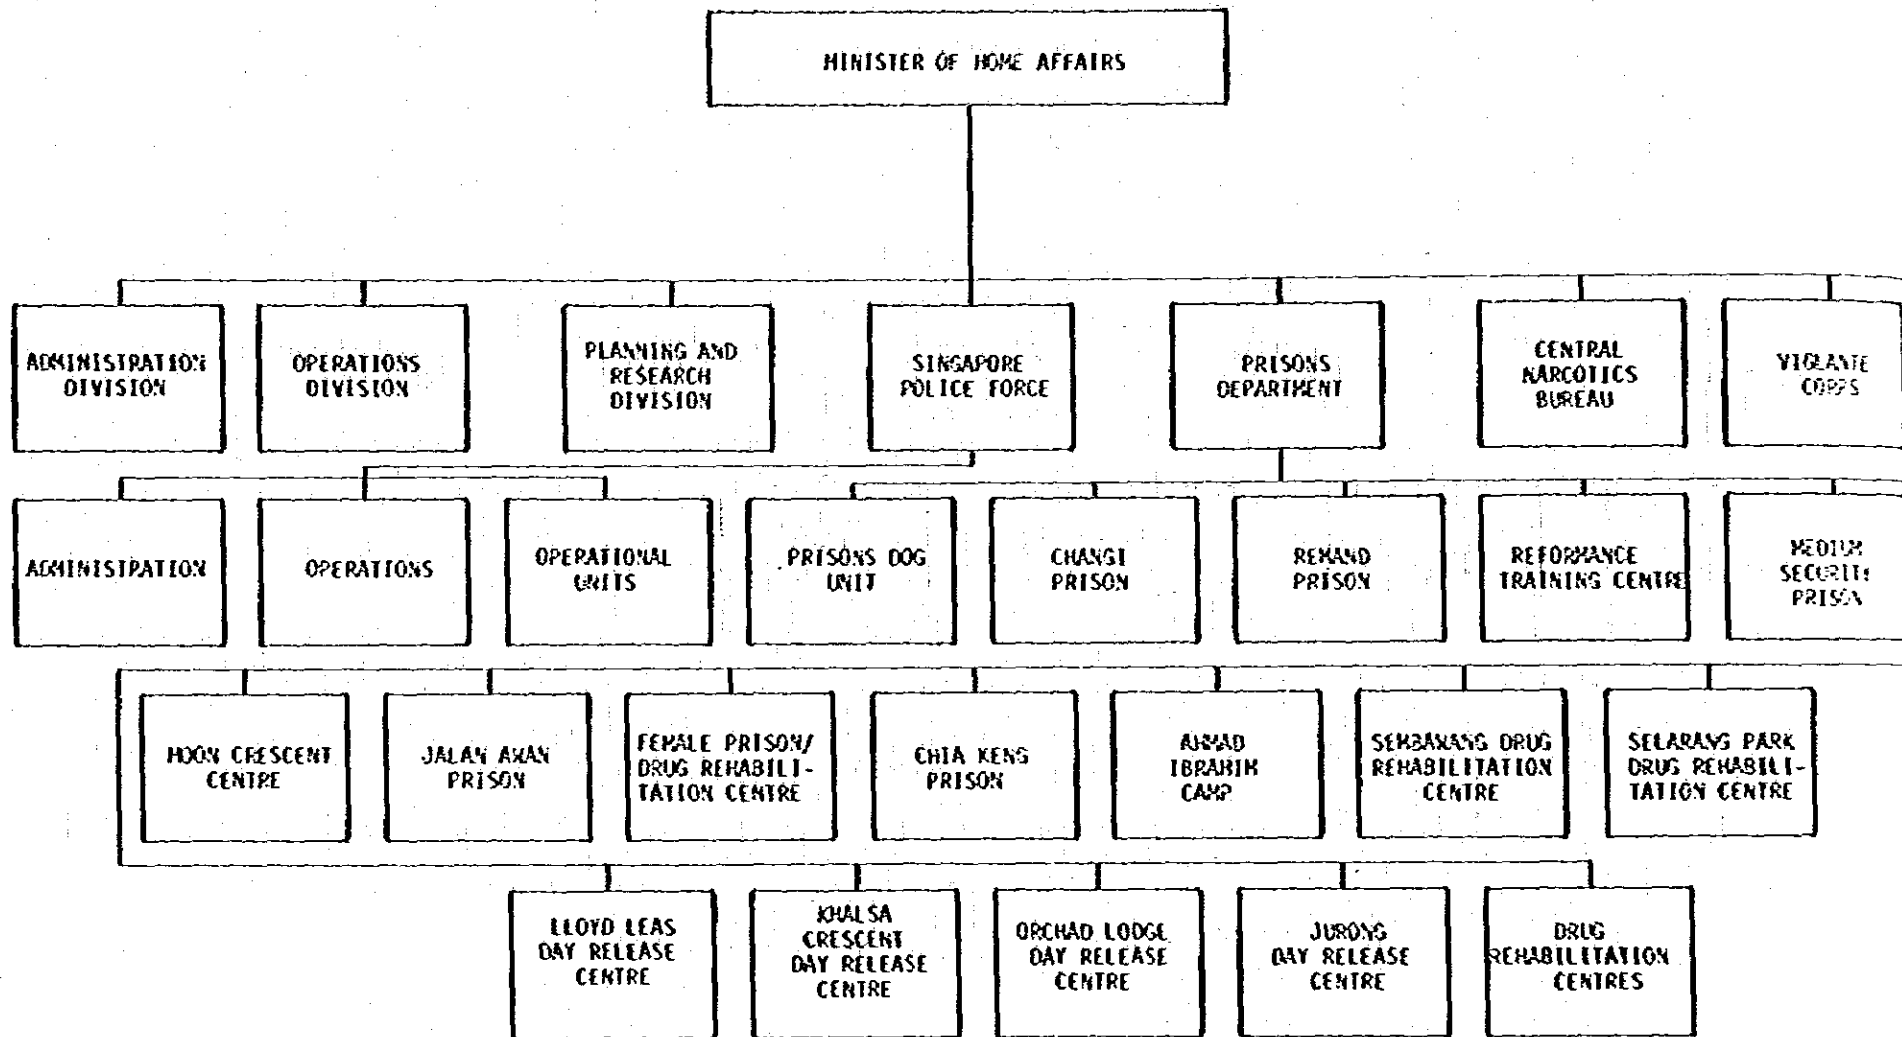 MINISTER OF HOME AFFAIRS
ADMINISTRATION
DIVISION
OPERATIONS
DIVISION
PLANNING AND
RESEARCH
DIVISION
SINGAPORE
POLICE FORCE
PRISONS
DEPARTMENT
CENTRAL
NARCOTICS
BUREAU
VIGLANTE
CORPS
ADMINISTRATION
OPERATIONS
OPERATIONAL
UNITS
PRISONS DOG
UNIT
CHANGI
PRISON
REMAND
PRISON
REFORMANCE
TRAINING CENTRE
MEDIUM
SECURITY
PRISON
MOON CRESCENT
CENTRE
JALAN AWAN
PRISON
FEMALE PRISON/
DRUG REHABILI-
TATION CENTRE
CHIA KENG
PRISON
AHMAD
IBRAHIM
CAMP
SEMBAWANG DRUG
REHABILITATION
CENTRE
SELARANG PARK
DRUG REHABILI-
TATION CENTRE
LLOYD LEAS
DAY RELEASE
CENTRE
KHALSA
CRESCENT
DAY RELEASE
CENTRE
ORCHAD LODGE
DAY RELEASE
CENTRE
JURONG
DAY RELEASE
CENTRE
DRUG
REHABILITATION
CENTRES